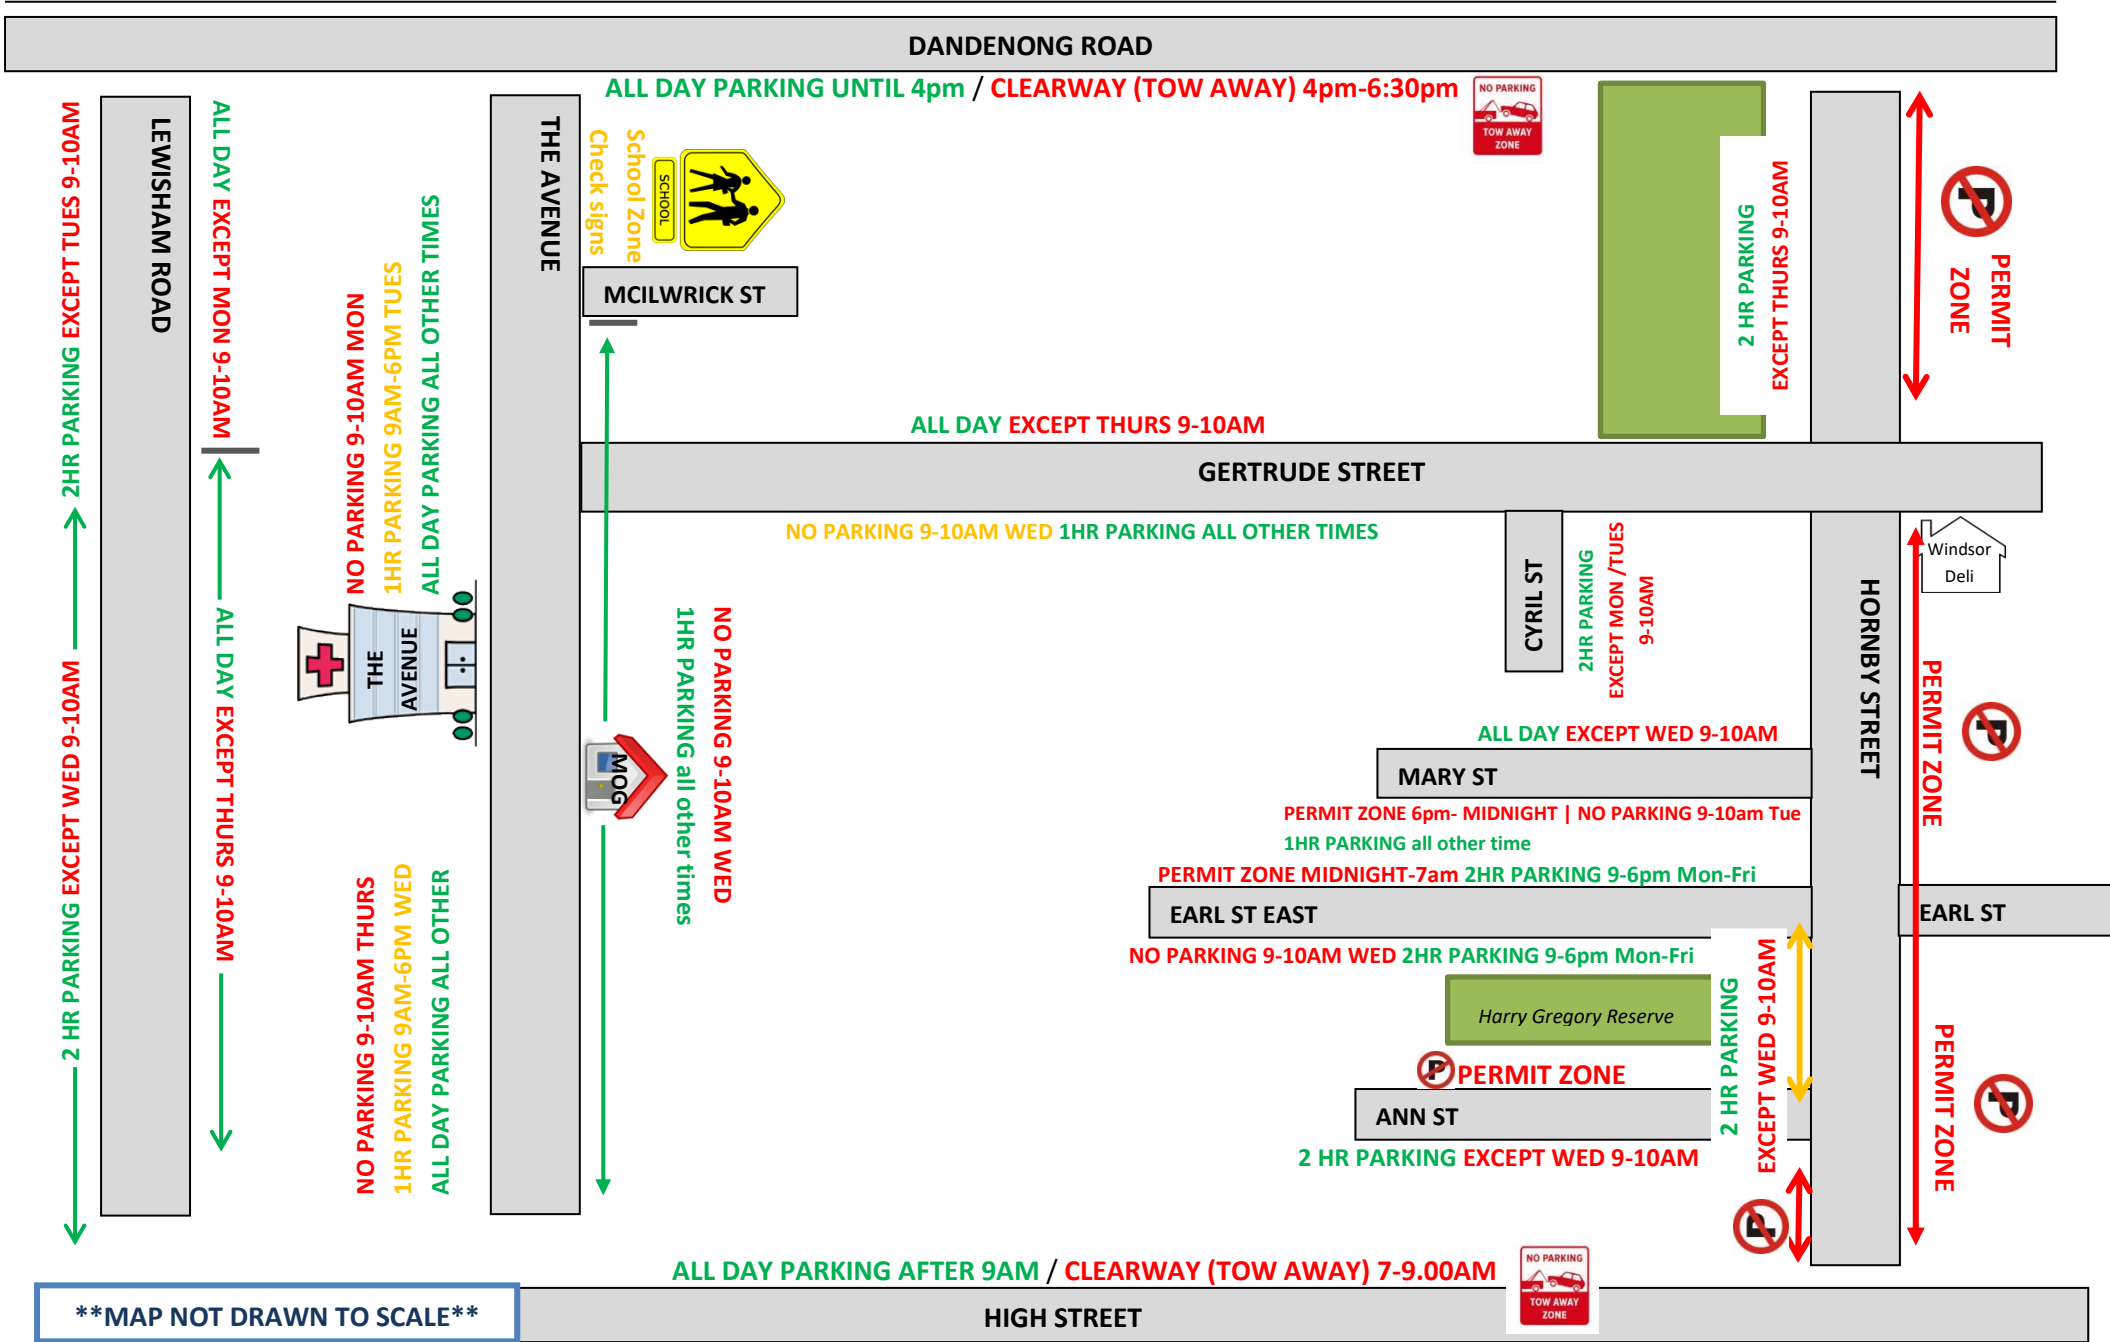 DANDENONG ROAD
ALL DAY PARKING UNTIL 4pm / CLEARWAY (TOW AWAY) 4pm-6:30pm
NO PARKING
TOW AWAY
ZONE
2HR PARKING EXCEPT TUES 9-10AM
2 HR PARKING EXCEPT WED 9-10AM
LEWISHAM ROAD
ALL DAY EXCEPT MON 9-10AM
ALL DAY EXCEPT THURS 9-10AM
NO PARKING 9-10AM MON
1HR PARKING 9AM-6PM TUES
ALL DAY PARKING ALL OTHER TIMES
THE
AVENUE
NO PARKING 9-10AM THURS
1HR PARKING 9AM-6PM WED
ALL DAY PARKING ALL OTHER
THE AVENUE
School Zone
Check signs
SCHOOL
MCILWRICK ST
MOG
NO PARKING 9-10AM WED
1HR PARKING all other times
ALL DAY EXCEPT THURS 9-10AM
GERTRUDE STREET
NO PARKING 9-10AM WED 1HR PARKING ALL OTHER TIMES
2 HR PARKING
EXCEPT THURS 9-10AM
P
PERMIT
ZONE
CYRIL ST
2HR PARKING
EXCEPT MON /TUES
9-10AM
HORNBY STREET
Windsor
Deli
PERMIT ZONE
P
ALL DAY EXCEPT WED 9-10AM
MARY ST
PERMIT ZONE 6pm- MIDNIGHT | NO PARKING 9-10am Tue
1HR PARKING all other time
PERMIT ZONE MIDNIGHT-7am 2HR PARKING 9-6pm Mon-Fri
EARL ST EAST
EARL ST
NO PARKING 9-10AM WED 2HR PARKING 9-6pm Mon-Fri
Harry Gregory Reserve
2 HR PARKING
EXCEPT WED 9-10AM
P PERMIT ZONE
ANN ST
2 HR PARKING EXCEPT WED 9-10AM
PERMIT ZONE
P
P
ALL DAY PARKING AFTER 9AM / CLEARWAY (TOW AWAY) 7-9.00AM
NO PARKING
TOW AWAY
ZONE
**MAP NOT DRAWN TO SCALE**
HIGH STREET